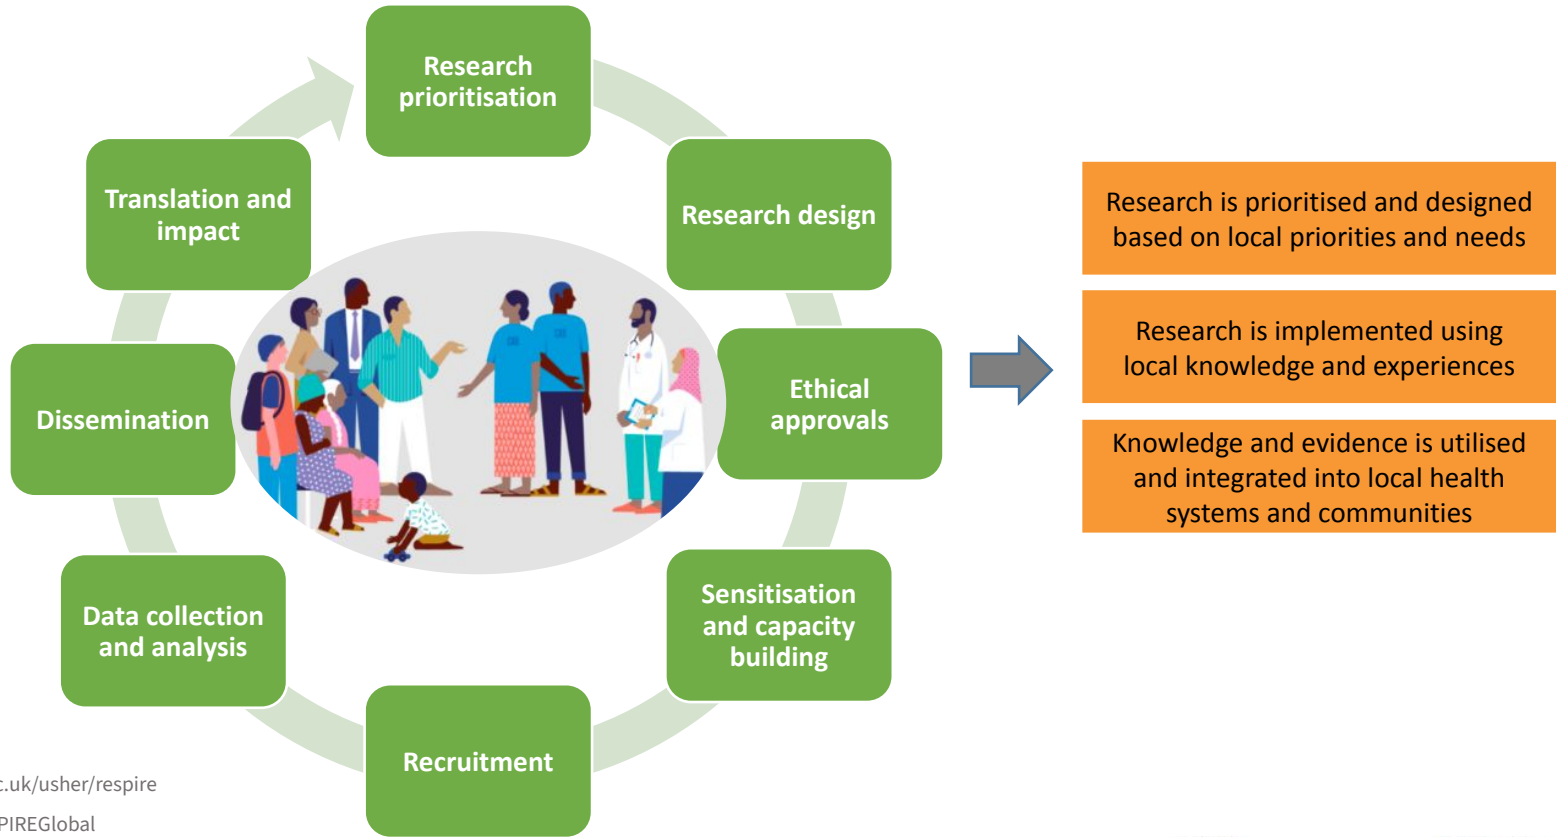 Research
prioritisation
Research design
Ethical
approvals
Sensitisation
and capacity
building
Recruitment
Data collection
and analysis
Dissemination
Translation and
impact
Research is prioritised and designed
based on local priorities and needs
Research is implemented using
local knowledge and experiences
Knowledge and evidence is utilised
and integrated into local health
systems and communities
c.uk/usher/respire
PIREGlobal